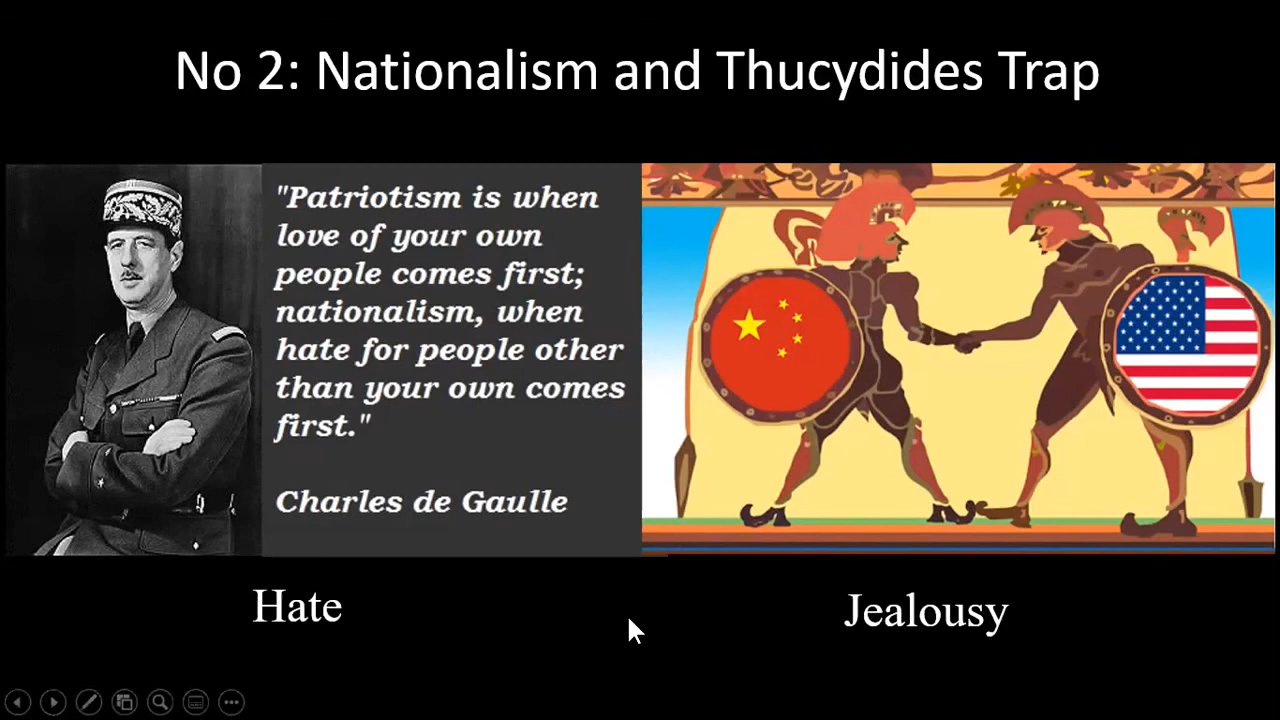 No 2: Nationalism and Thucydides Trap
"Patriotism is when
love of your own
people comes first;
nationalism, when
hate for people other
than your own comes
first."
Charles de Gaulle
Hate
Jealousy